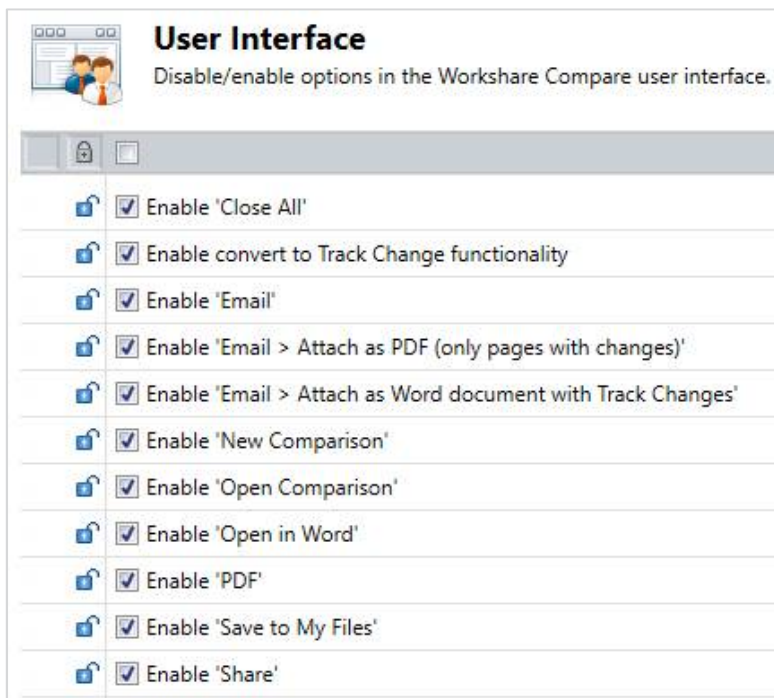 User Interface
Disable/enable options in the Workshare Compare user interface.
Enable 'Close All'
Enable convert to Track Change functionality
Enable 'Email'
Enable 'Email > Attach as PDF (only pages with changes)'
Enable 'Email > Attach as Word document with Track Changes'
Enable 'New Comparison'
Enable 'Open Comparison'
Enable 'Open in Word'
Enable 'PDF'
Enable 'Save to My Files'
Enable 'Share'